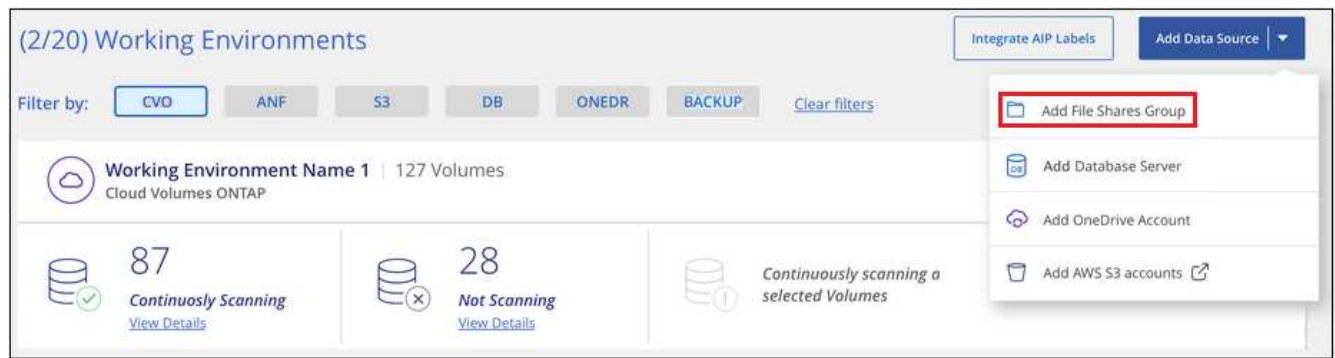 (2/20) Working Environments
Integrate AIP Labels
Add Data Source
Filter by:
CVO
ANF
S3
DB
ONEDR
BACKUP
Clear filters
Add File Shares Group
Working Environment Name 1 | 127 Volumes
Cloud Volumes ONTAP
DB
Add Database Server
Add OneDrive Account
Add AWS S3 accounts
87
Continuosly Scanning
View Details
28
Not Scanning
View Details
Continuously scanning a
selected Volumes